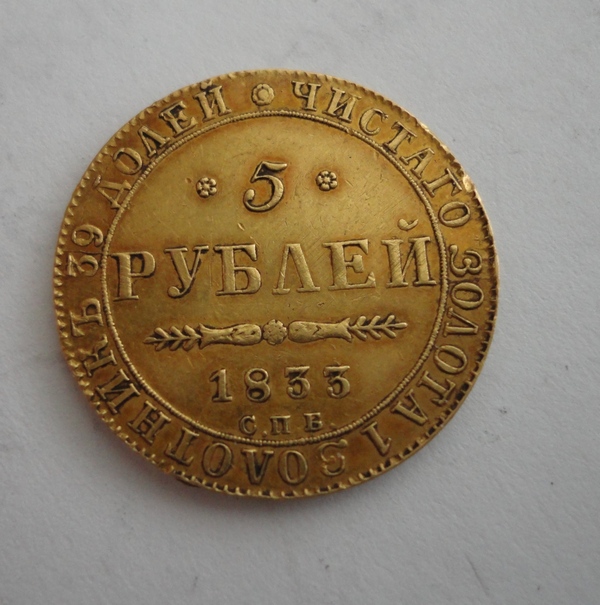 ЧИСТАГО ЗОЛОТА 1 ЗОЛОТНИКЪ 39 ДОЛЕЙ
5
РУБЛЕЙ
1833
С.П.Б.